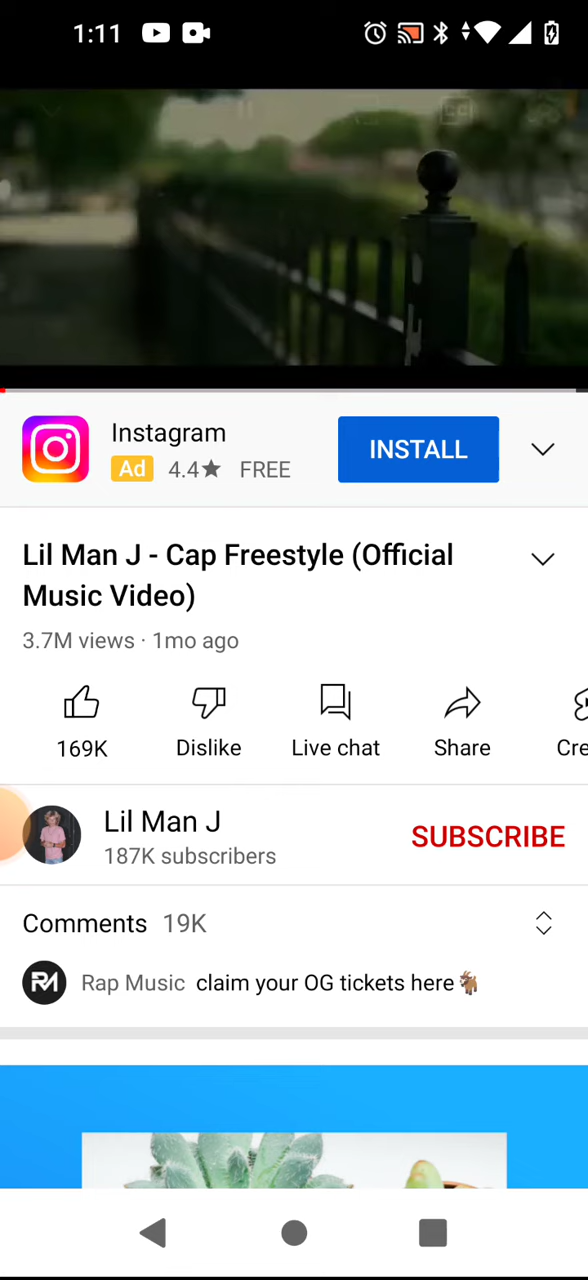 1:11
CC
Instagram
INSTALL
Ad 4.4★ FREE
Lil Man J - Cap Freestyle (Official
Music Video)
3.7M views · 1mo ago
169K Dislike Live chat Share Cre
Lil Man J
SUBSCRIBE
187K subscribers
Comments 19K
RM Rap Music claim your OG tickets here🐐